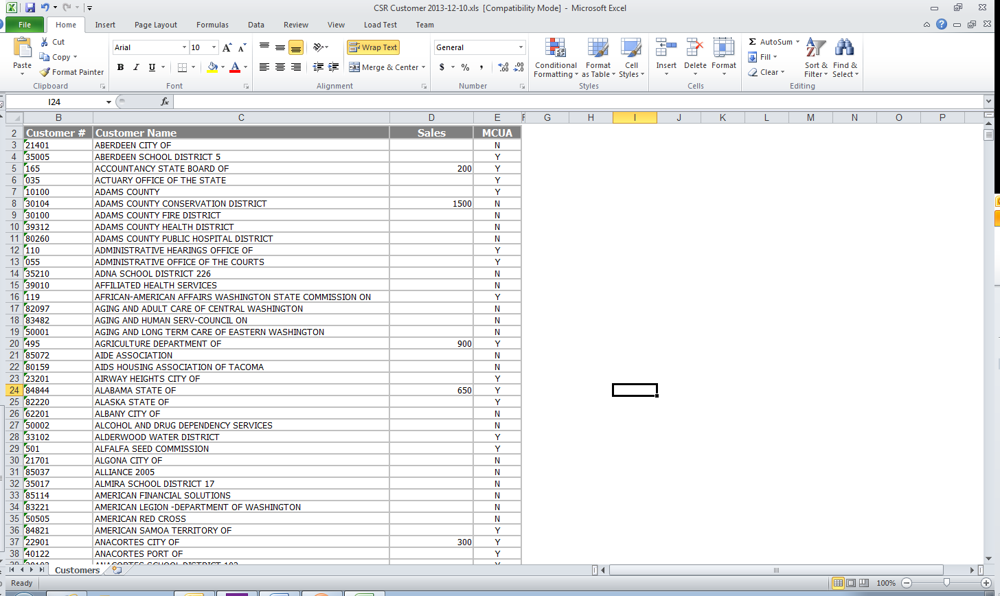 CSR Customer 2013-12-10.xls [Compatibility Mode] - Microsoft Excel
File Home Insert Page Layout Formulas Data Review View Load Test Team
Cut Arial 10 Wrap Text General Σ AutoSum
Paste Copy Conditional Format Cell Insert Delete Format Fill Sort & Find &
Format Painter B I U Merge & Center $ % , Formatting as Table Styles Clear Filter Select
Clipboard Font Alignment Number Styles Cells Editing
I24 fx
B C D E F G H I J K L M N O P
2 Customer # Customer Name Sales MCUA
3 21401 ABERDEEN CITY OF N
4 35005 ABERDEEN SCHOOL DISTRICT 5 Y
5 165 ACCOUNTANCY STATE BOARD OF 200 Y
6 035 ACTUARY OFFICE OF THE STATE Y
7 10100 ADAMS COUNTY Y
8 30104 ADAMS COUNTY CONSERVATION DISTRICT 1500 N
9 30100 ADAMS COUNTY FIRE DISTRICT N
10 39312 ADAMS COUNTY HEALTH DISTRICT N
11 80260 ADAMS COUNTY PUBLIC HOSPITAL DISTRICT N
12 110 ADMINISTRATIVE HEARINGS OFFICE OF Y
13 055 ADMINISTRATIVE OFFICE OF THE COURTS Y
14 35210 ADNA SCHOOL DISTRICT 226 N
15 39010 AFFILIATED HEALTH SERVICES N
16 119 AFRICAN-AMERICAN AFFAIRS WASHINGTON STATE COMMISSION ON Y
17 82097 AGING AND ADULT CARE OF CENTRAL WASHINGTON N
18 83482 AGING AND HUMAN SERV-COUNCIL ON N
19 50001 AGING AND LONG TERM CARE OF EASTERN WASHINGTON N
20 495 AGRICULTURE DEPARTMENT OF 900 Y
21 85072 AIDE ASSOCIATION N
22 80159 AIDS HOUSING ASSOCIATION OF TACOMA N
23 23201 AIRWAY HEIGHTS CITY OF Y
24 84844 ALABAMA STATE OF 650 Y
25 82220 ALASKA STATE OF Y
26 62201 ALBANY CITY OF N
27 50002 ALCOHOL AND DRUG DEPENDENCY SERVICES N
28 33102 ALDERWOOD WATER DISTRICT Y
29 501 ALFALFA SEED COMMISSION Y
30 21701 ALGONA CITY OF N
31 85037 ALLIANCE 2005 N
32 35017 ALMIRA SCHOOL DISTRICT 17 N
33 85114 AMERICAN FINANCIAL SOLUTIONS N
34 83221 AMERICAN LEGION -DEPARTMENT OF WASHINGTON N
35 50505 AMERICAN RED CROSS N
36 84821 AMERICAN SAMOA TERRITORY OF Y
37 22901 ANACORTES CITY OF 300 Y
38 40122 ANACORTES PORT OF Y
Customers
Ready 100%